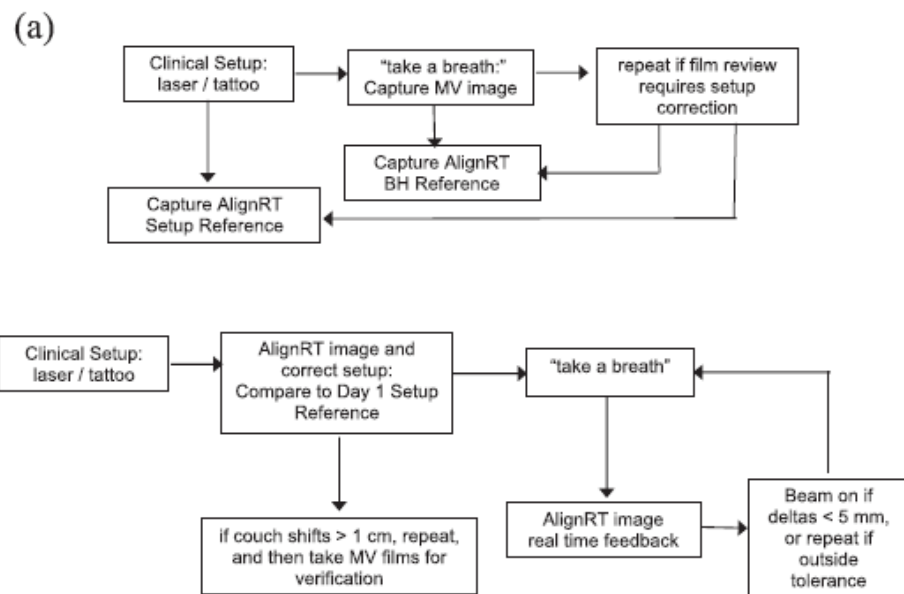 (a)
Clinical Setup:
laser / tattoo
“take a breath:”
Capture MV image
repeat if film review
requires setup
correction
Capture AlignRT
BH Reference
Capture AlignRT
Setup Reference
Clinical Setup:
laser / tattoo
AlignRT image and
correct setup:
Compare to Day 1 Setup
Reference
“take a breath”
if couch shifts > 1 cm, repeat,
and then take MV films for
verification
AlignRT image
real time feedback
Beam on if
deltas < 5 mm,
or repeat if
outside
tolerance